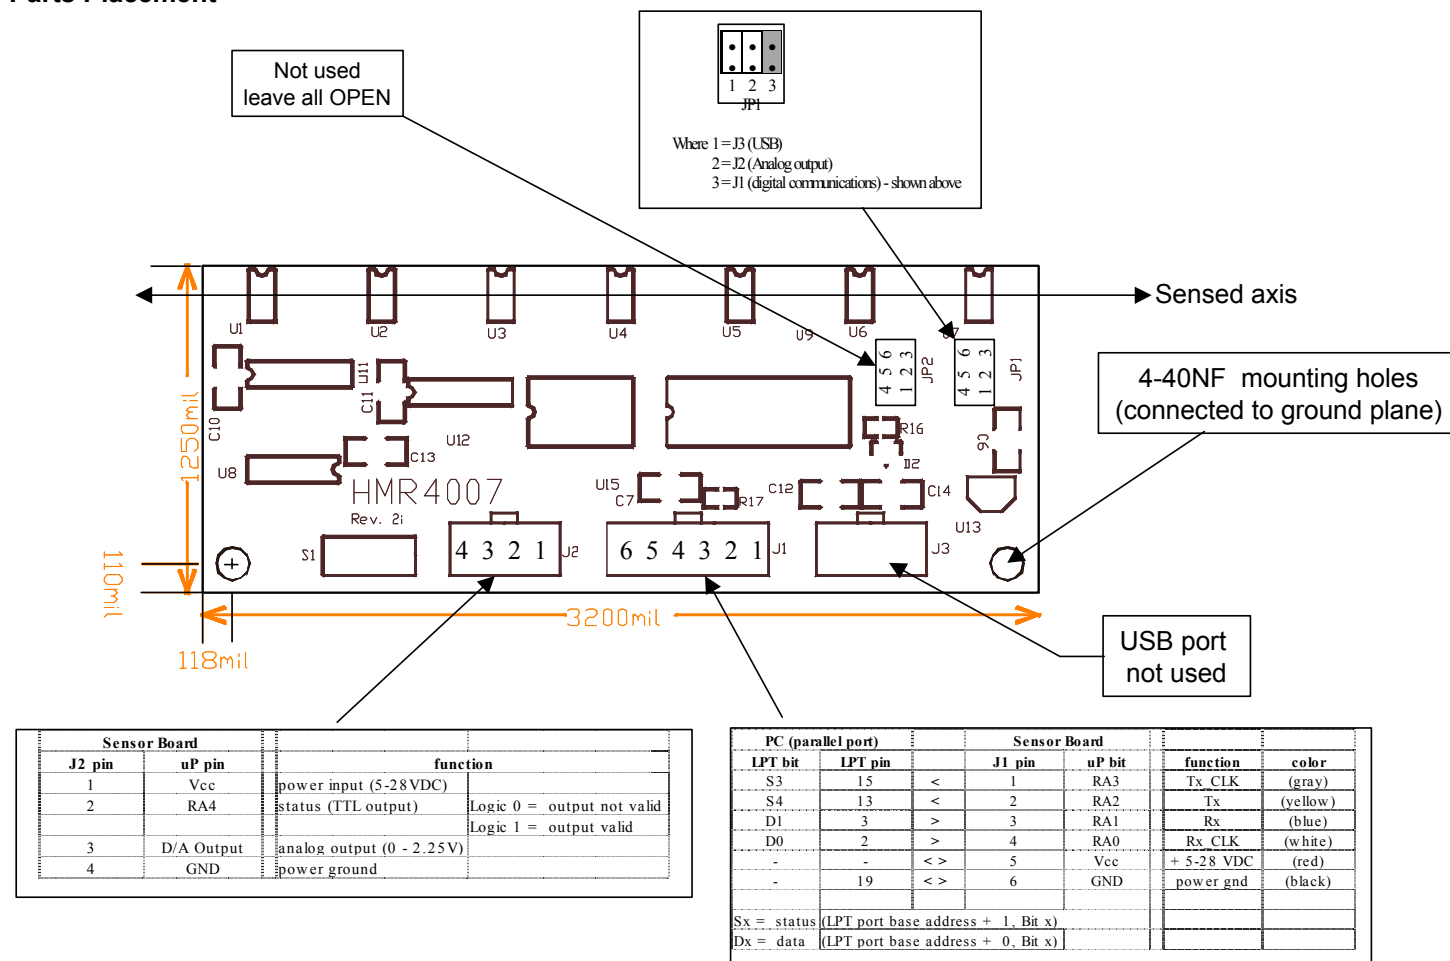 Parts Placement
Not used
leave all OPEN
1 2 3
JP1
Where 1 = J3 (USB)
2 = J2 (Analog output)
3 = J1 (digital communications) - shown above
Sensed axis
U1
U2
U3
U4
U5
U9
U6
U7
4 5 6
1 2 3
JP2
4 5 6
1 2 3
JP1
4-40NF mounting holes
(connected to ground plane)
U11
C11
C10
1250mil
U12
R16
C6
U8
C13
D2
HMR4007
U15
C7
R17
C12
C14
Rev. 2i
U13
S1
4 3 2 1
J2
6 5 4 3 2 1
J1
J3
110mil
3200mil
118mil
USB port
not used
Sensor Board
J2 pin uP pin function
1 Vcc power input (5-28VDC)
2 RA4 status (TTL output) Logic 0 = output not valid
Logic 1 = output valid
3 D/A Output analog output (0 - 2.25V)
4 GND power ground
PC (parallel port) Sensor Board
LPT bit LPT pin J1 pin uP bit function color
S3 15 < 1 RA3 Tx_CLK (gray)
S4 13 < 2 RA2 Tx (yellow)
D1 3 > 3 RA1 Rx (blue)
D0 2 > 4 RA0 Rx_CLK (white)
- - < > 5 Vcc + 5-28 VDC (red)
- 19 < > 6 GND power gnd (black)
Sx = status (LPT port base address + 1, Bit x)
Dx = data (LPT port base address + 0, Bit x)